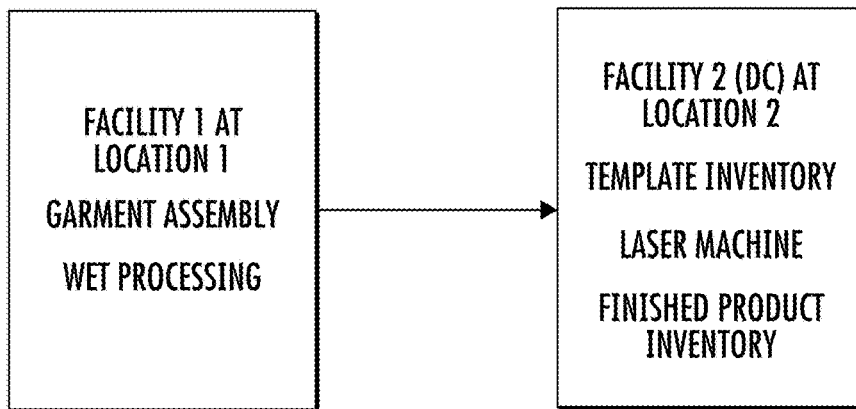 FACILITY 1 AT
LOCATION 1
GARMENT ASSEMBLY
WET PROCESSING
FACILITY 2 (DC) AT
LOCATION 2
TEMPLATE INVENTORY
LASER MACHINE
FINISHED PRODUCT
INVENTORY